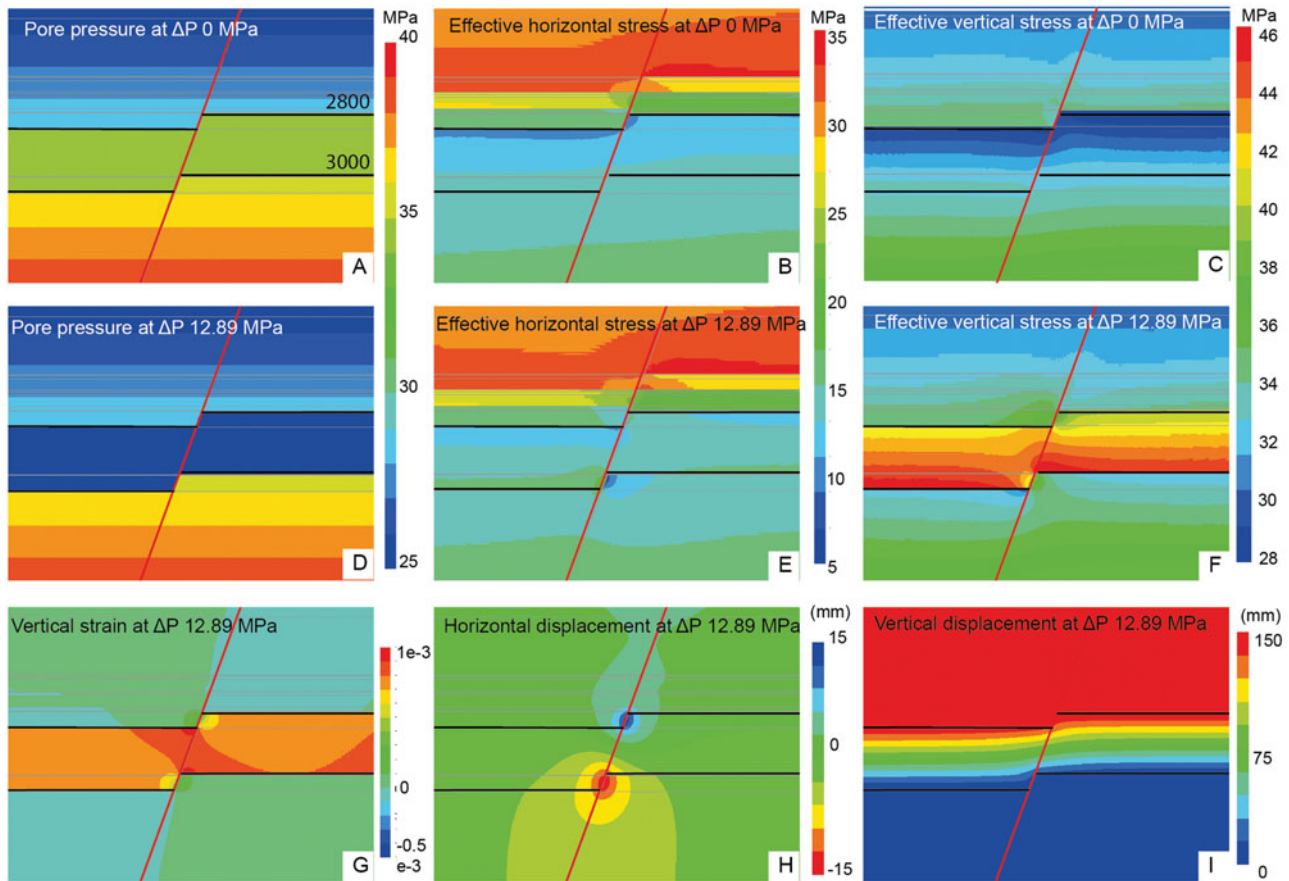 Pore pressure at ΔP 0 MPa
2800
3000
A
MPa
40
35
30
25
Effective horizontal stress at ΔP 0 MPa
B
MPa
35
30
25
20
15
10
5
Effective vertical stress at ΔP 0 MPa
C
MPa
46
44
42
40
38
36
34
32
30
28
Pore pressure at ΔP 12.89 MPa
D
Effective horizontal stress at ΔP 12.89 MPa
E
Effective vertical stress at ΔP 12.89 MPa
F
Vertical strain at ΔP 12.89 MPa
G
1e-3
0
-0.5
e-3
Horizontal displacement at ΔP 12.89 MPa
H
(mm)
15
0
-15
Vertical displacement at ΔP 12.89 MPa
I
(mm)
150
75
0